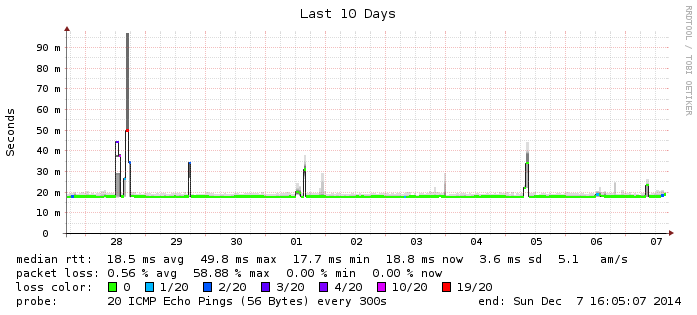 Last 10 Days
RRDTOOL / TOBI OETIKER
Seconds
90 m
80 m
70 m
60 m
50 m
40 m
30 m
20 m
10 m
0
28 29 30 01 02 03 04 05 06 07
median rtt: 18.5 ms avg 49.8 ms max 17.7 ms min 18.8 ms now 3.6 ms sd 5.1 am/s
packet loss: 0.56 % avg 58.88 % max 0.00 % min 0.00 % now
loss color: 0 1/20 2/20 3/20 4/20 10/20 19/20
probe: 20 ICMP Echo Pings (56 Bytes) every 300s end: Sun Dec 7 16:05:07 2014